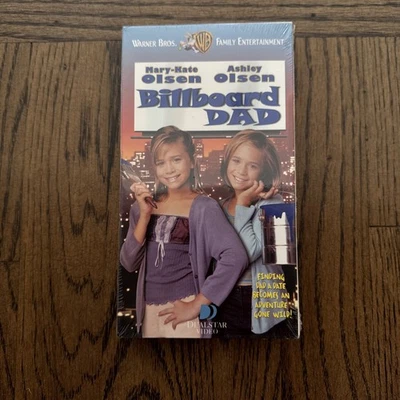 WARNER BROS. WB FAMILY ENTERTAINMENT
Mary-Kate Ashley
Olsen Olsen
Billboard
DAD
FINDING
DAD A DATE
BECOMES AN
ADVENTURE
GONE WILD!
DUALSTAR
VIDEO